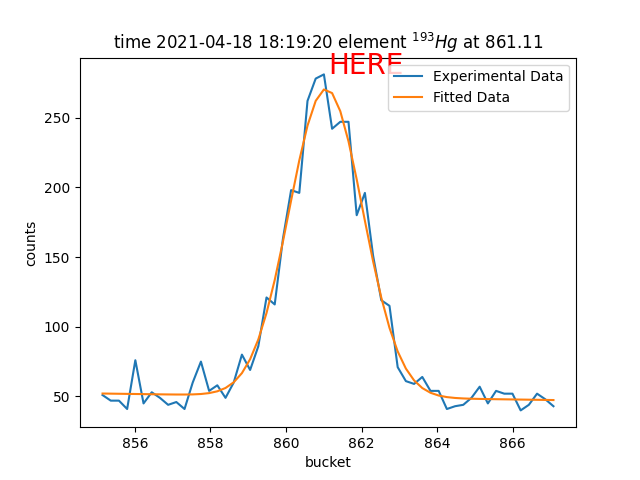 time 2021-04-18 18:19:20 element ¹⁹³Hg at 861.11
HERE
Experimental Data
Fitted Data
counts
250
200
150
100
50
856 858 860 862 864 866
bucket